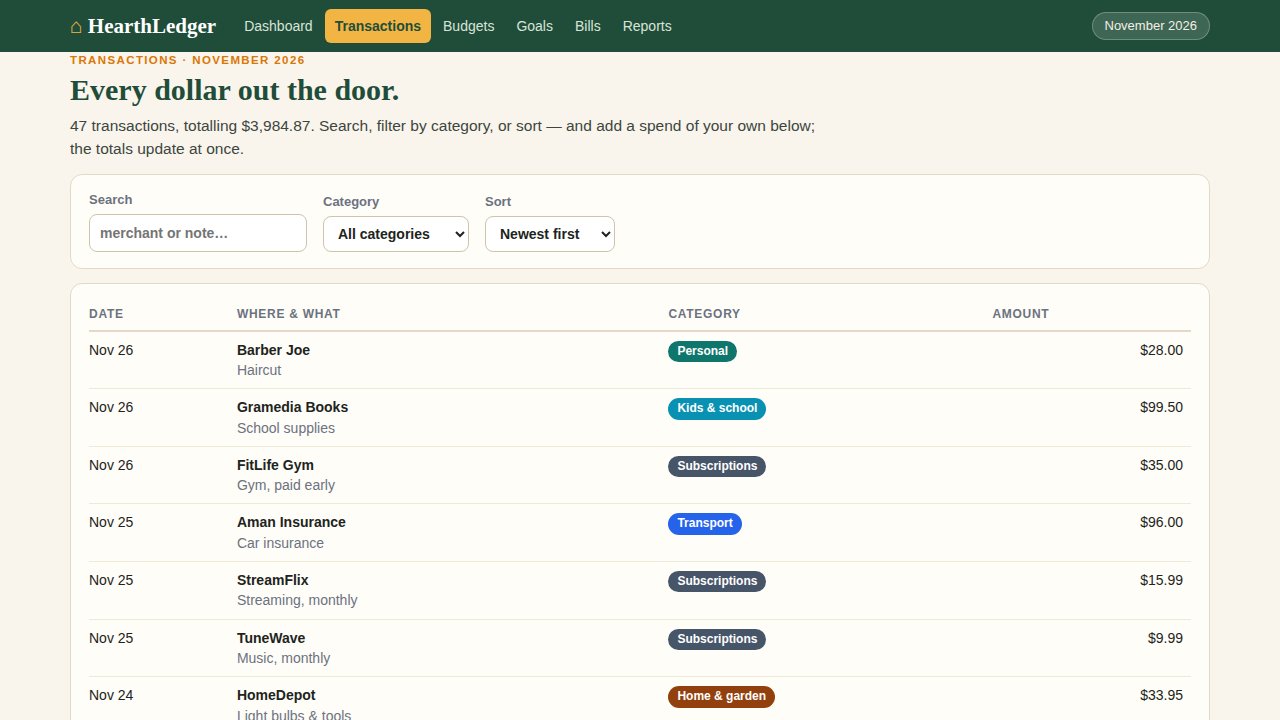 ⌂ HearthLedger Dashboard Transactions Budgets Goals Bills Reports November 2026
TRANSACTIONS · NOVEMBER 2026
Every dollar out the door.
47 transactions, totalling $3,984.87. Search, filter by category, or sort — and add a spend of your own below;
the totals update at once.
Search Category Sort
merchant or note… All categories Newest first
DATE WHERE & WHAT CATEGORY AMOUNT
Nov 26 Barber Joe Personal $28.00
Haircut
Nov 26 Gramedia Books Kids & school $99.50
School supplies
Nov 26 FitLife Gym Subscriptions $35.00
Gym, paid early
Nov 25 Aman Insurance Transport $96.00
Car insurance
Nov 25 StreamFlix Subscriptions $15.99
Streaming, monthly
Nov 25 TuneWave Subscriptions $9.99
Music, monthly
Nov 24 HomeDepot Home & garden $33.95
Light bulbs & tools